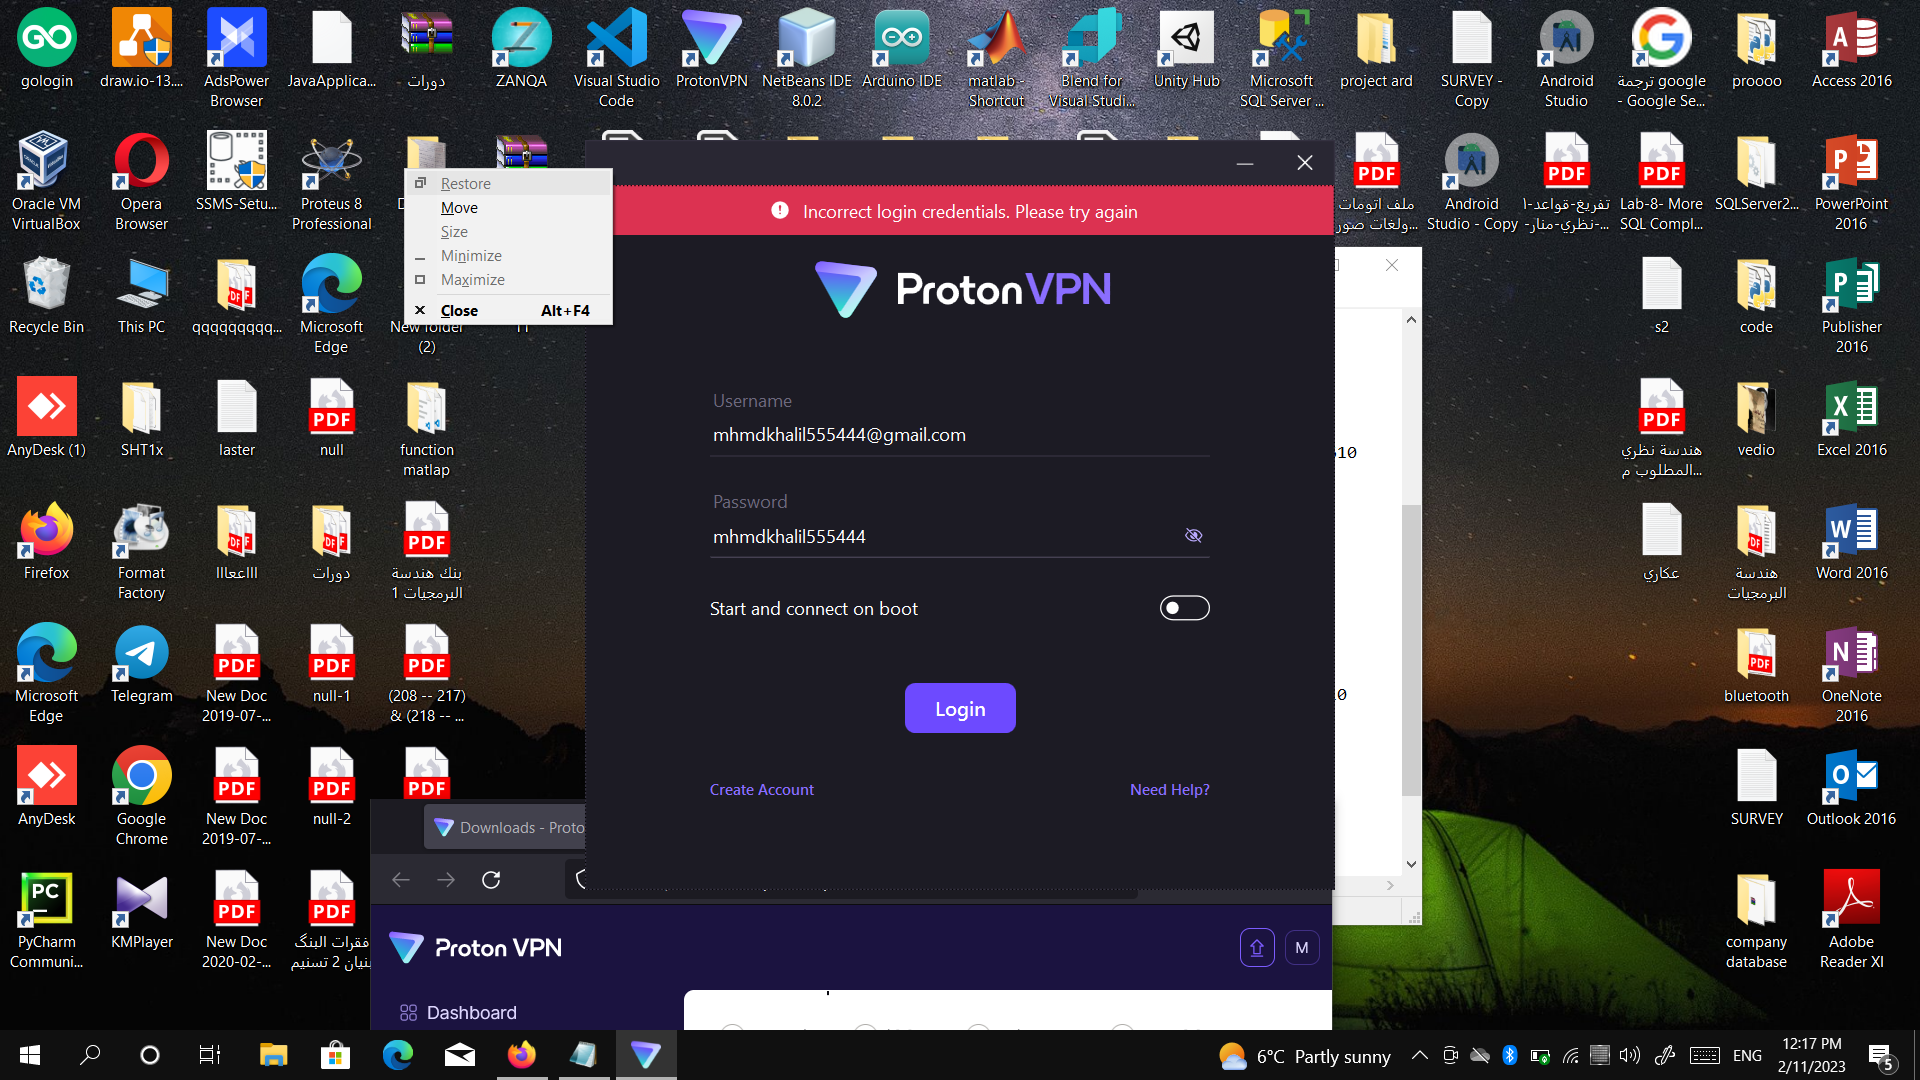 gologin
draw.io-13....
AdsPower
Browser
JavaApplica...
دورات
ZANQA
Visual Studio
Code
ProtonVPN
NetBeans IDE
8.0.2
Arduino IDE
matlab -
Shortcut
Blend for
Visual Studi...
Unity Hub
Microsoft
SQL Server ...
project ard
SURVEY -
Copy
Android
Studio
ترجمة google
- Google Se...
proooo
Access 2016
Oracle VM
VirtualBox
Opera
Browser
SSMS-Setu...
Proteus 8
Professional
Restore
Move
Size
Minimize
Maximize
Close Alt+F4
Incorrect login credentials. Please try again
ProtonVPN
Username
mhmdkhalil555444@gmail.com
Password
mhmdkhalil555444
Start and connect on boot
Login
Create Account
Need Help?
ملف اتومات
ولغات صور...
Android
Studio - Copy
تفريغ-قواعد-١
-نظري-منار-...
Lab-8- More
SQL Compl...
SQLServer2...
PowerPoint
2016
Recycle Bin
This PC
qqqqqqqqq...
Microsoft
Edge
New folder
(2)
s2
code
Publisher
2016
AnyDesk (1)
SHT1x
laster
null
function
matlap
هندسة نظري
المطلوب م...
vedio
Excel 2016
Firefox
Format
Factory
دورات
بنك هندسة
البرمجيات 1
عكاري
هندسة
البرمجيات
Word 2016
Microsoft
Edge
Telegram
New Doc
2019-07-...
null-1
(208 -- 217)
& (218 -- ...
bluetooth
OneNote
2016
AnyDesk
Google
Chrome
New Doc
2019-07-...
null-2
SURVEY
Outlook 2016
Downloads - Proto
PyCharm
Communi...
KMPlayer
New Doc
2020-02-...
فقرات البنك
بنيان 2 تسنيم
company
database
Adobe
Reader XI
Proton VPN
M
Dashboard
6°C Partly sunny
ENG
12:17 PM
2/11/2023
5